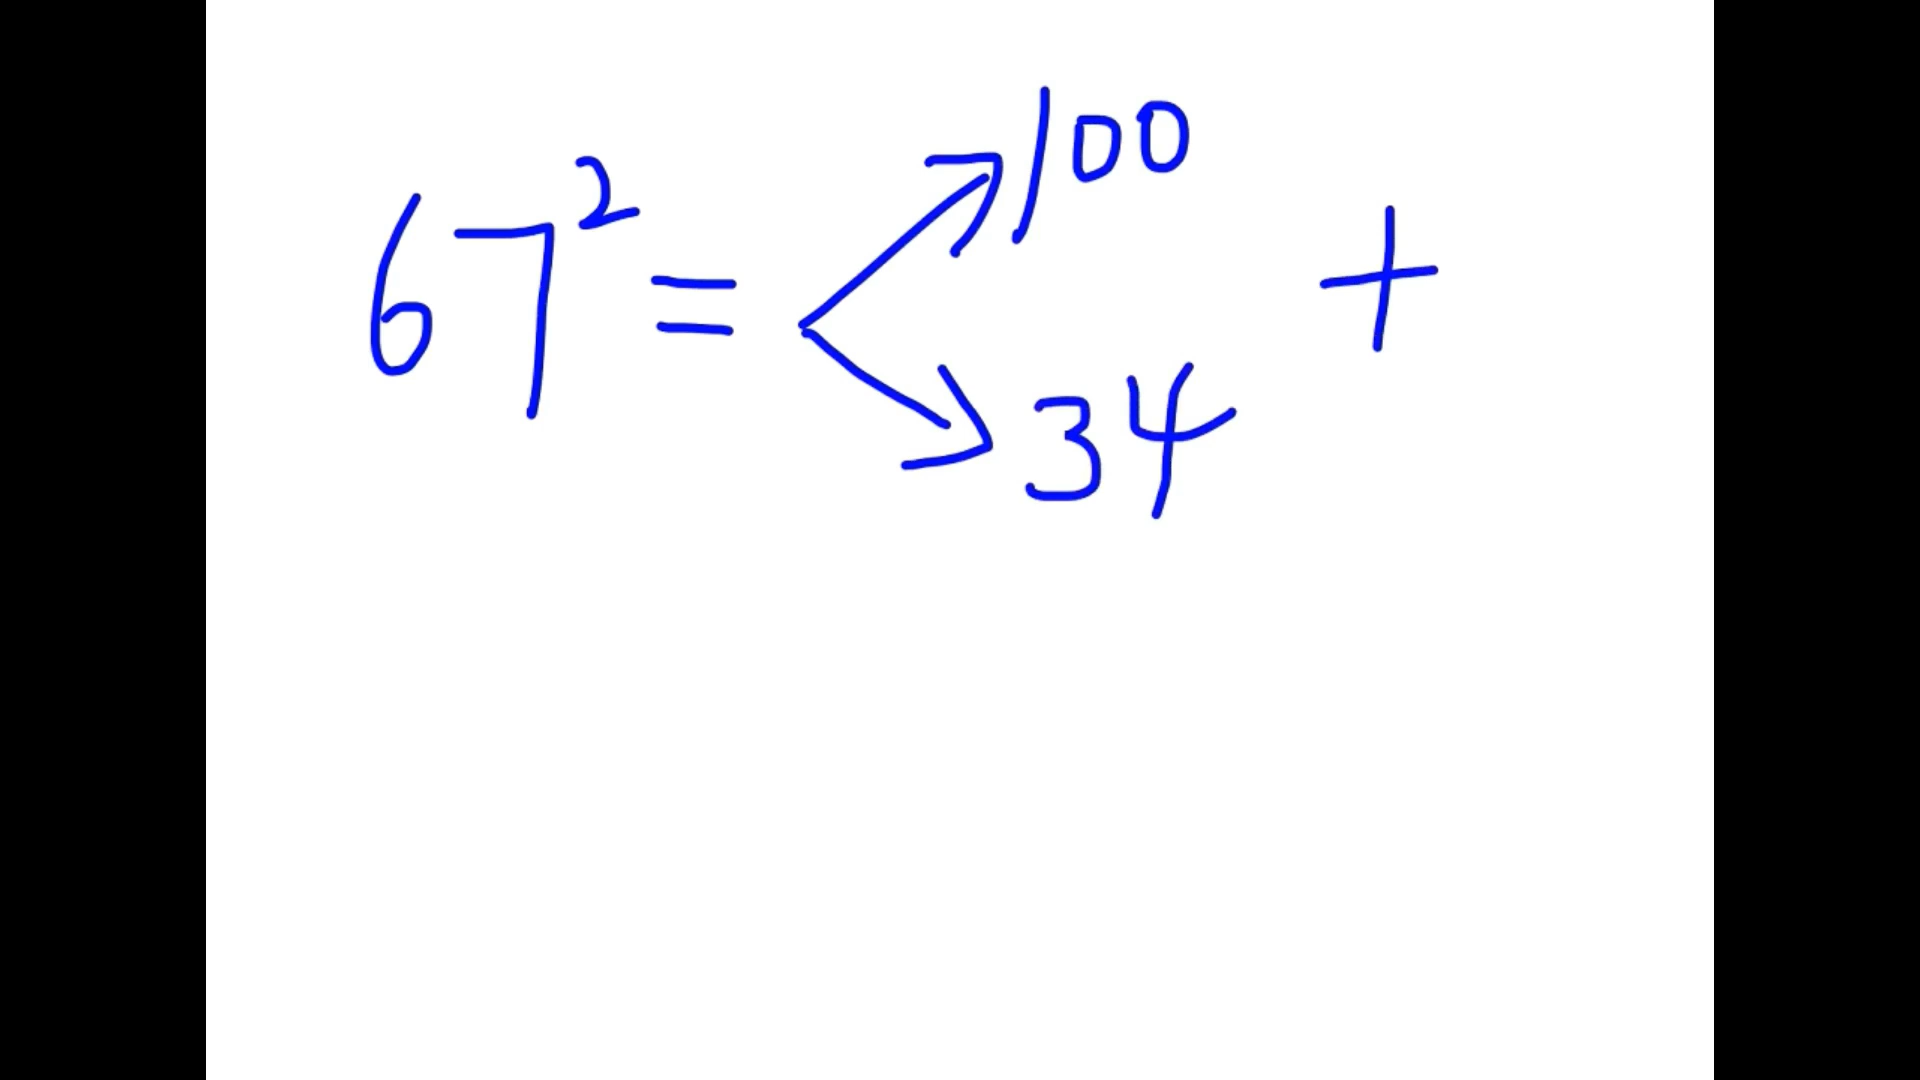 67² = 100 +
34